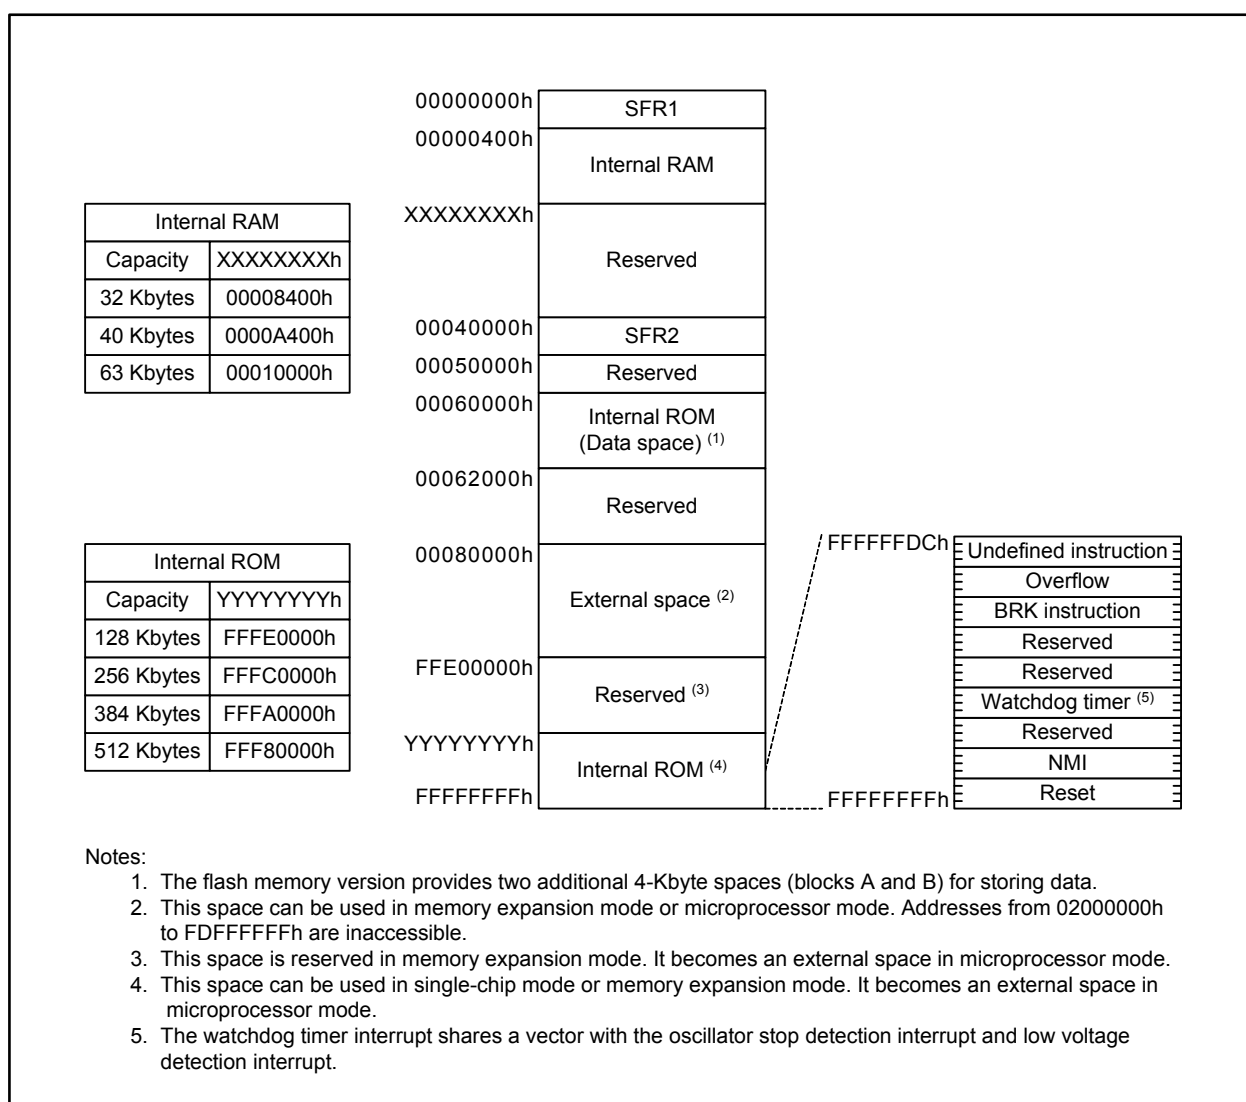 00000000h
SFR1
00000400h
Internal RAM
XXXXXXXXh
Reserved
00040000h
SFR2
00050000h
Reserved
00060000h
Internal ROM
(Data space) (1)
00062000h
Reserved
00080000h
External space (2)
FFE00000h
Reserved (3)
YYYYYYYYh
Internal ROM (4)
FFFFFFFFh
Internal RAM
Capacity XXXXXXXXh
32 Kbytes 00008400h
40 Kbytes 0000A400h
63 Kbytes 00010000h
Internal ROM
Capacity YYYYYYYYh
128 Kbytes FFFE0000h
256 Kbytes FFFC0000h
384 Kbytes FFFA0000h
512 Kbytes FFF80000h
FFFFFFDCh
Undefined instruction
Overflow
BRK instruction
Reserved
Reserved
Watchdog timer (5)
Reserved
NMI
Reset
FFFFFFFFh
Notes:
1. The flash memory version provides two additional 4-Kbyte spaces (blocks A and B) for storing data.
2. This space can be used in memory expansion mode or microprocessor mode. Addresses from 02000000h
to FDFFFFFFh are inaccessible.
3. This space is reserved in memory expansion mode. It becomes an external space in microprocessor mode.
4. This space can be used in single-chip mode or memory expansion mode. It becomes an external space in
microprocessor mode.
5. The watchdog timer interrupt shares a vector with the oscillator stop detection interrupt and low voltage
detection interrupt.